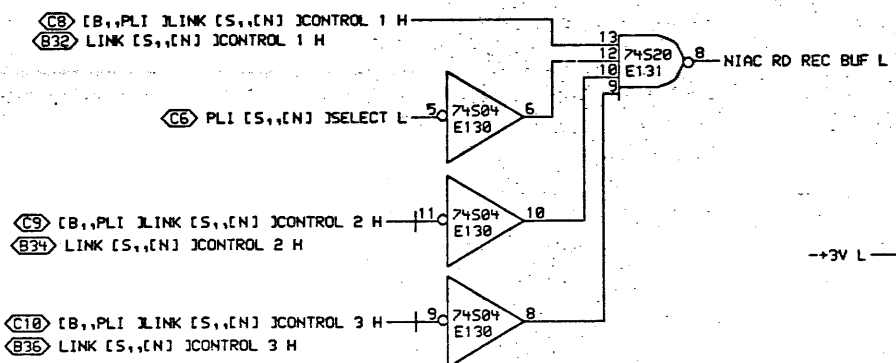 C8 [B,,PLI ]LINK [S,,[N] ]CONTROL 1 H
B32 LINK [S,,[N] ]CONTROL 1 H
13
12
10
9
74S20
E131
8
NIAC RD REC BUF L
C6 PLI [S,,[N] ]SELECT L
5
74S04
E130
6
C9 [B,,PLI ]LINK [S,,[N] ]CONTROL 2 H
B34 LINK [S,,[N] ]CONTROL 2 H
11
74S04
E130
10
-+3V L
C10 [B,,PLI ]LINK [S,,[N] ]CONTROL 3 H
B36 LINK [S,,[N] ]CONTROL 3 H
9
74S04
E130
8